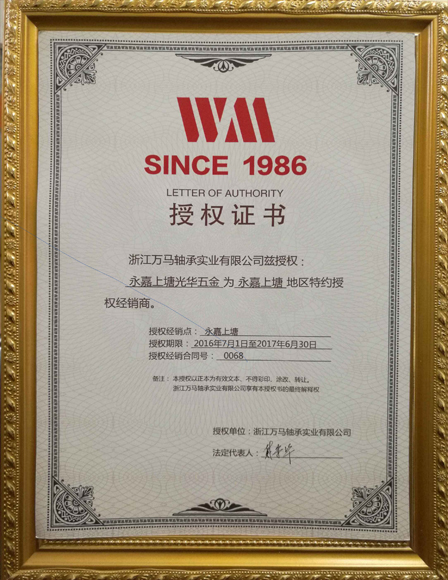 WM
SINCE 1986
LETTER OF AUTHORITY
授权证书
浙江万马轴承实业有限公司兹授权：
永嘉上塘光华五金 为 永嘉上塘 地区特约授
权经销商。
授权经销点： 永嘉上塘
授权期限： 2016年7月1日至2017年6月30日
授权经销合同号： 0068
备注： 本授权以正本为有效文本、不得彩印、涂改、转让。
浙江万马轴承实业有限公司享有本授权书的最终解释权
授权单位：浙江万马轴承实业有限公司
法定代表人：